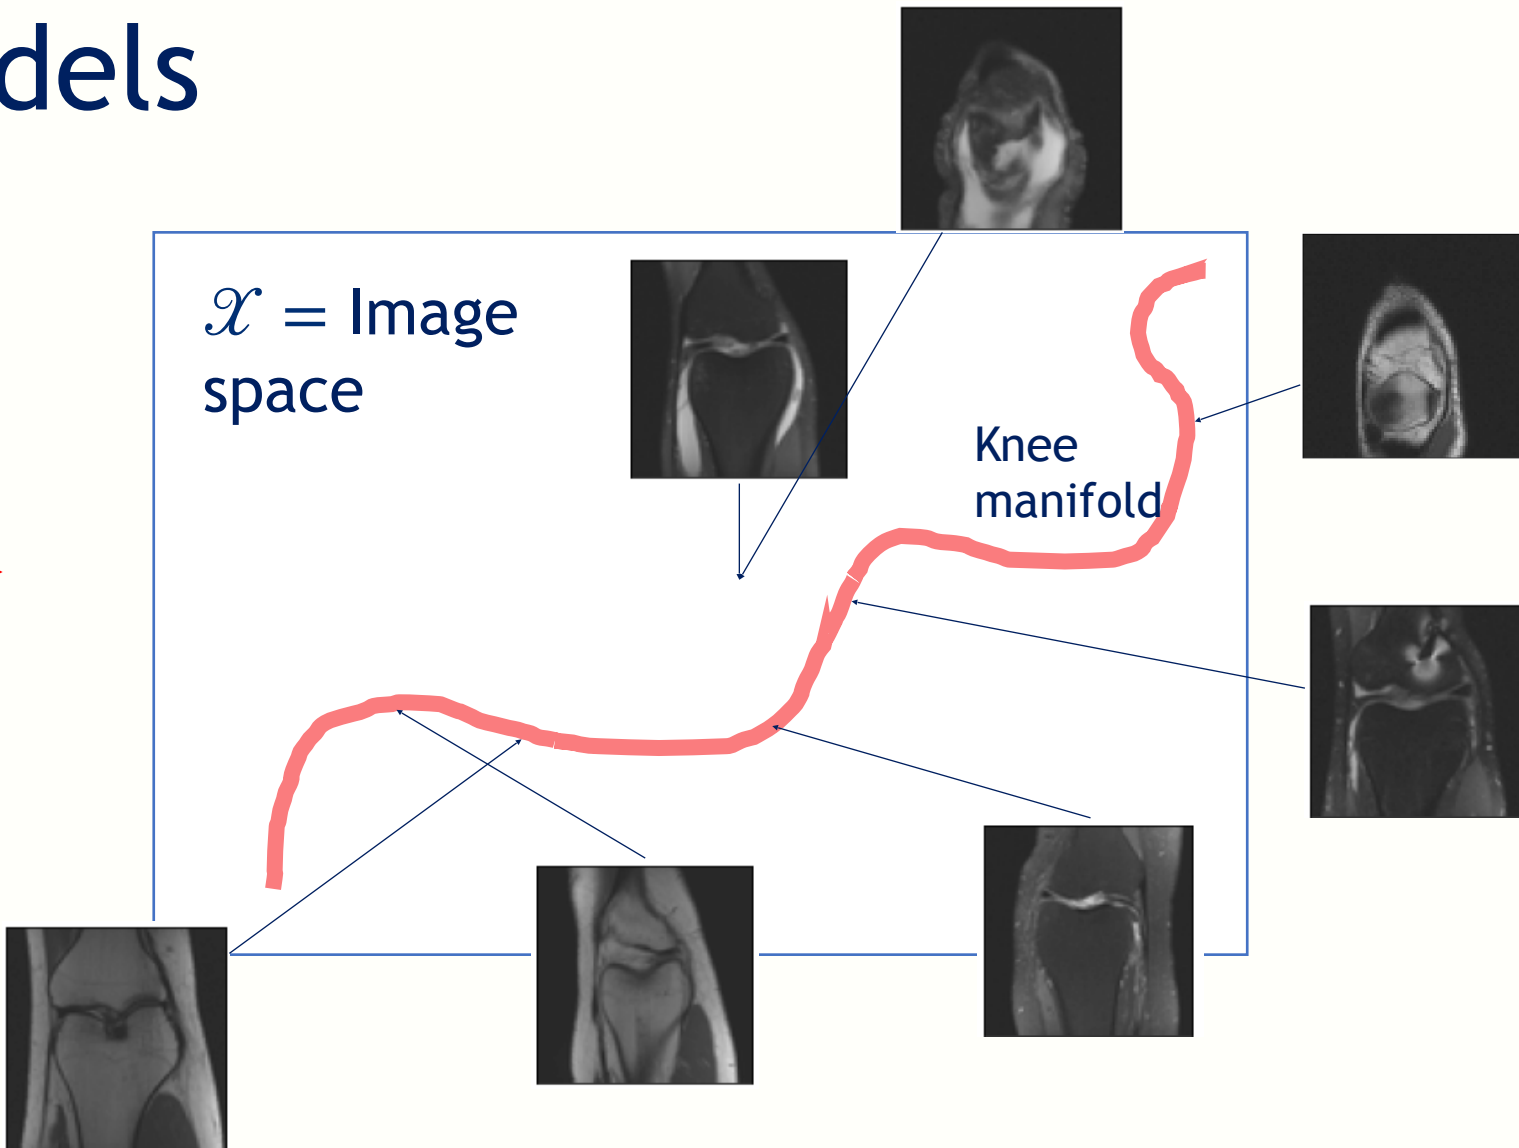 dels
𝒳 = Image
space
Knee
manifold